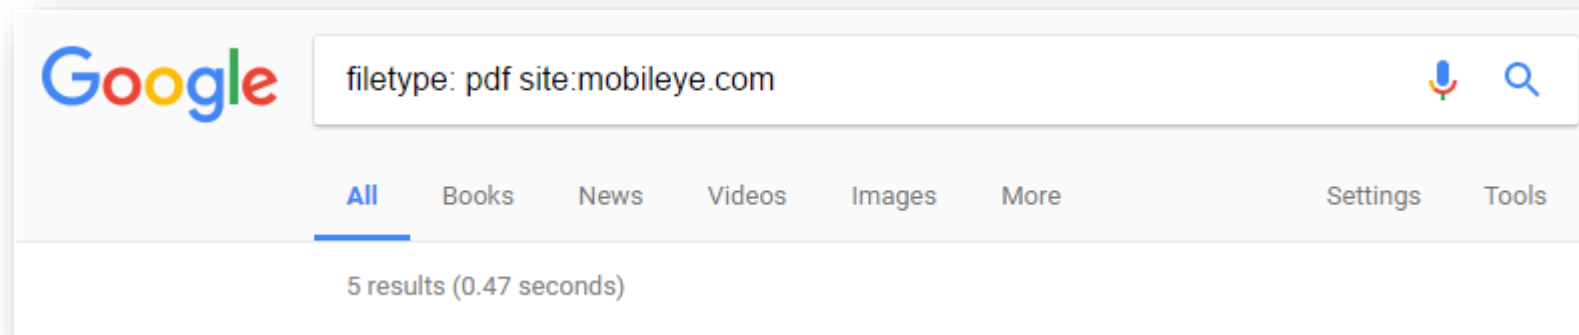 Google filetype: pdf site:mobileye.com
All Books News Videos Images More Settings Tools
5 results (0.47 seconds)